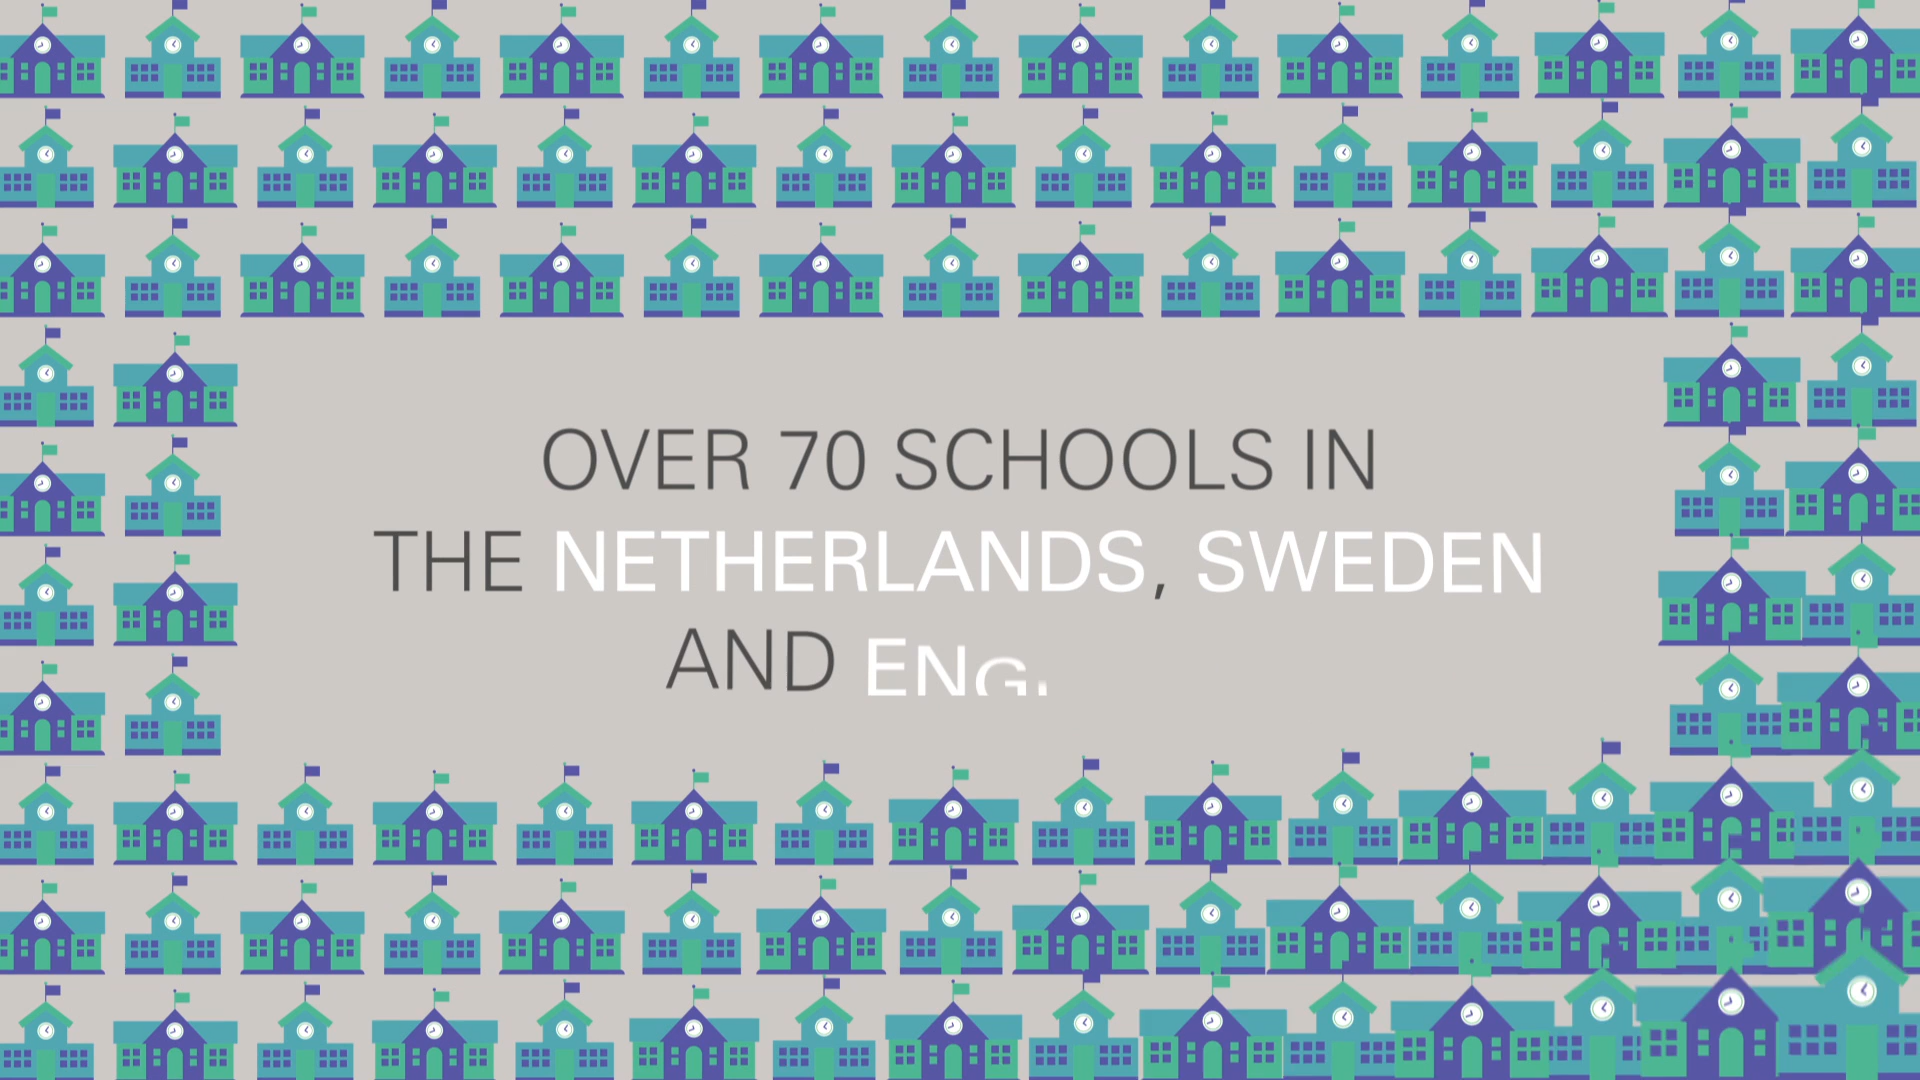 OVER 70 SCHOOLS IN
THE NETHERLANDS, SWEDEN
AND